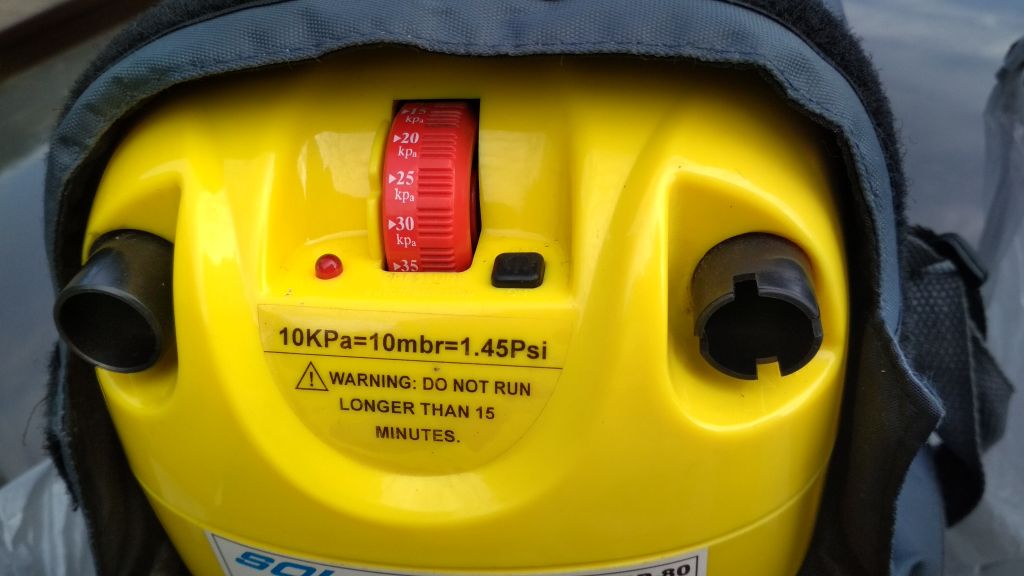 15
kpa
▸20
kpa
▸25
kpa
▸30
kpa
▸35
10KPa=10mbr=1.45Psi
WARNING: DO NOT RUN
LONGER THAN 15
MINUTES.
80